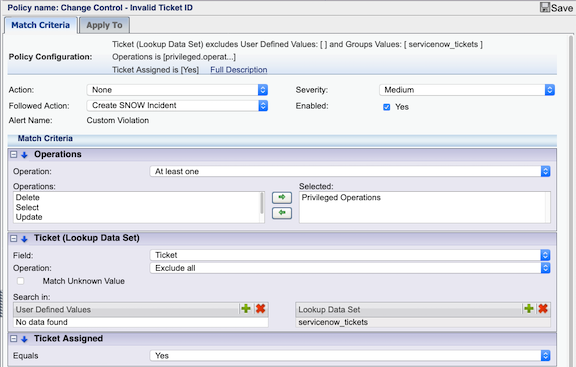 Policy name: Change Control - Invalid Ticket ID
Save
Match Criteria
Apply To
Policy Configuration:
Ticket (Lookup Data Set) excludes User Defined Values: [ ] and Groups Values: [ servicenow_tickets ]
Operations is [privileged.operat...]
Ticket Assigned is [Yes]
Full Description
Action: None
Severity: Medium
Followed Action: Create SNOW Incident
Enabled: Yes
Alert Name: Custom Violation
Match Criteria
Operations
Operation: At least one
Operations:
Selected:
Delete
Privileged Operations
Select
Update
Ticket (Lookup Data Set)
Field: Ticket
Operation: Exclude all
Match Unknown Value
Search in:
User Defined Values
Lookup Data Set
No data found
servicenow_tickets
Ticket Assigned
Equals Yes